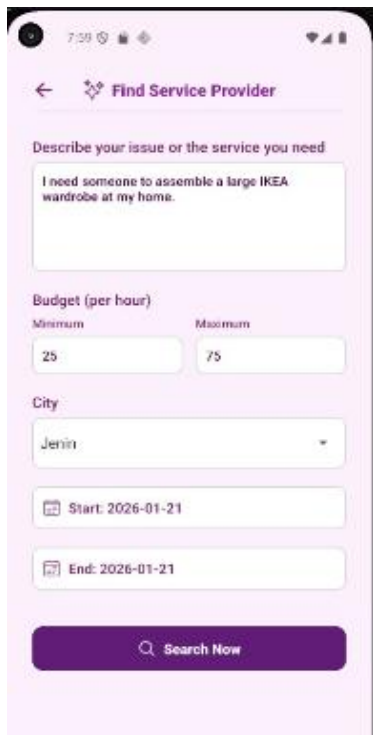 7:59
Find Service Provider
Describe your issue or the service you need
I need someone to assemble a large IKEA
wardrobe at my home.
Budget (per hour)
Minimum Maximum
25 75
City
Jenin
Start: 2026-01-21
End: 2026-01-21
Search Now